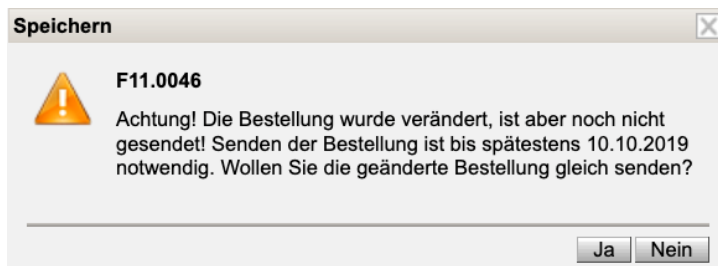 Speichern
F11.0046
Achtung! Die Bestellung wurde verändert, ist aber noch nicht
gesendet! Senden der Bestellung ist bis spätestens 10.10.2019
notwendig. Wollen Sie die geänderte Bestellung gleich senden?
Ja Nein